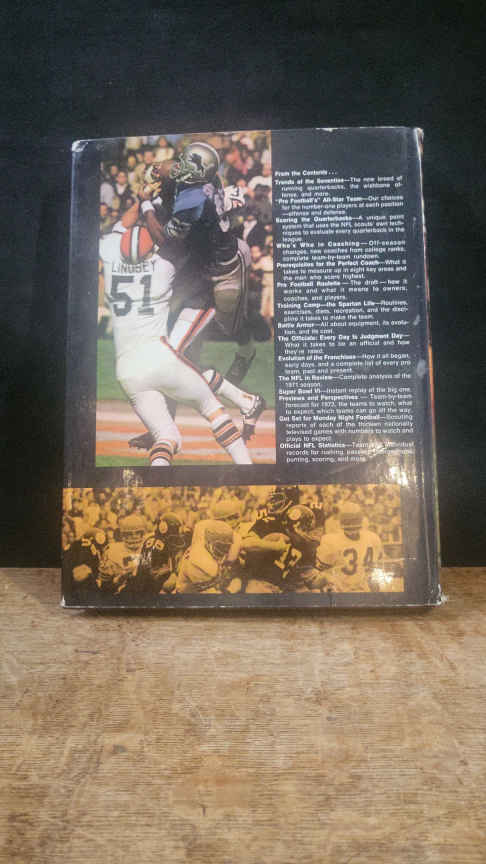 From the Contents . . .
Trends of the Seventies—The new breed of
running quarterbacks, the wishbone of-
fense, and more.
"Pro Football's" All-Star Team—Our choices
for the number-one players at each position
—offense and defense.
Scoring the Quarterbacks—A unique point
system that uses the NFL scouts' own tech-
niques to evaluate every quarterback in the
league.
Who's Who in Coaching—Off-season
changes, new coaches from college ranks,
complete team-by-team rundown.
Prerequisites for the Perfect Coach—What it
takes to measure up in eight key areas and
the men who score highest.
Pro Football Roulette—The draft—how it
works and what it means to owners,
coaches, and players.
Training Camp—the Spartan Life—Routines,
exercises, diets, recreation, and the disci-
pline it takes to make the team.
Battle Armor—All about equipment, its evolu-
tion, and its cost.
The Officials: Every Day Is Judgment Day—
What it takes to be an official and how
they're rated.
Evolution of the Franchises—How it all began,
early days, and a complete list of every pro
team, past and present.
The NFL in Review—Complete analysis of the
1971 season.
Super Bowl VI—Instant replay of the big one.
Previews and Perspectives — Team-by-team
forecast for 1972, the teams to watch, what
to expect, which teams can go all the way.
Get Set for Monday Night Football—Scouting
reports of each of the thirteen nationally
televised games with numbers to watch and
plays to expect.
Official NFL Statistics—Team and individual
records for rushing, passing,
punting, scoring, and more.
LINDSEY
51
34